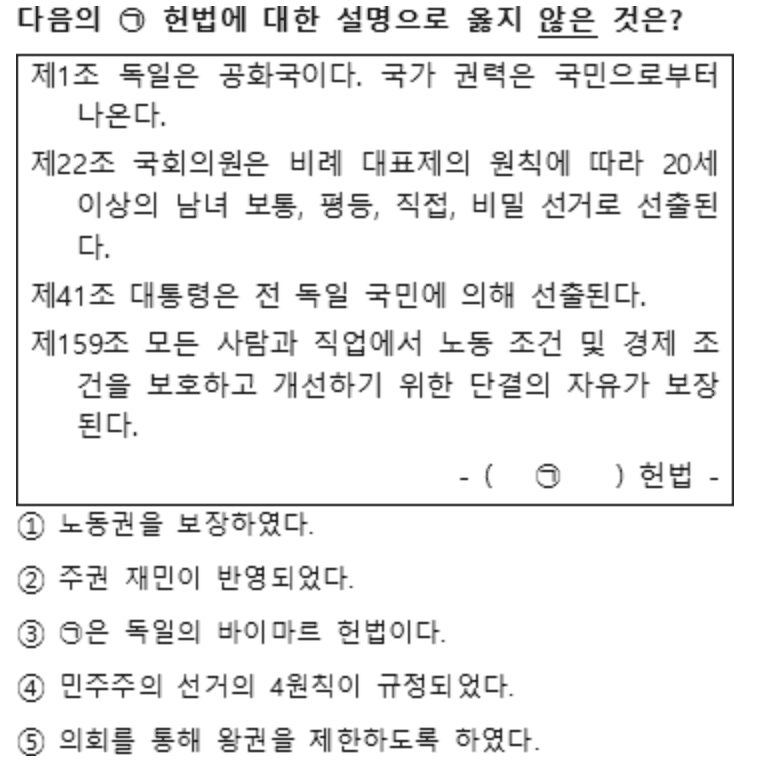 다음의 ㉠ 헌법에 대한 설명으로 옳지 않은 것은?
제1조 독일은 공화국이다. 국가 권력은 국민으로부터
나온다.
제22조 국회의원은 비례 대표제의 원칙에 따라 20세
이상의 남녀 보통, 평등, 직접, 비밀 선거로 선출된
다.
제41조 대통령은 전 독일 국민에 의해 선출된다.
제159조 모든 사람과 직업에서 노동 조건 및 경제 조
건을 보호하고 개선하기 위한 단결의 자유가 보장
된다.
- ( ㉠ ) 헌법 -
① 노동권을 보장하였다.
② 주권 재민이 반영되었다.
③ ㉠은 독일의 바이마르 헌법이다.
④ 민주주의 선거의 4원칙이 규정되었다.
⑤ 의회를 통해 왕권을 제한하도록 하였다.